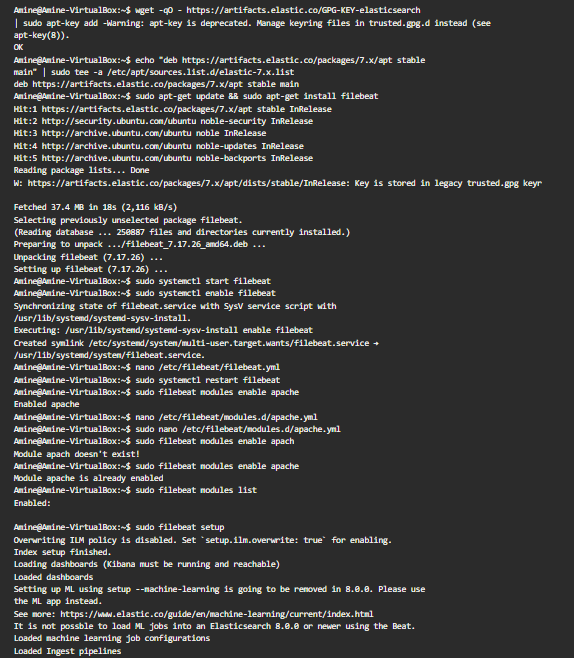 Amine@Amine-VirtualBox:~$ wget -qO - https://artifacts.elastic.co/GPG-KEY-elasticsearch
| sudo apt-key add -Warning: apt-key is deprecated. Manage keyring files in trusted.gpg.d instead (see
apt-key(8)).
OK
Amine@Amine-VirtualBox:~$ echo "deb https://artifacts.elastic.co/packages/7.x/apt stable
main" | sudo tee -a /etc/apt/sources.list.d/elastic-7.x.list
deb https://artifacts.elastic.co/packages/7.x/apt stable main
Amine@Amine-VirtualBox:~$ sudo apt-get update && sudo apt-get install filebeat
Hit:1 https://artifacts.elastic.co/packages/7.x/apt stable InRelease
Hit:2 http://security.ubuntu.com/ubuntu noble-security InRelease
Hit:3 http://archive.ubuntu.com/ubuntu noble InRelease
Hit:4 http://archive.ubuntu.com/ubuntu noble-updates InRelease
Hit:5 http://archive.ubuntu.com/ubuntu noble-backports InRelease
Reading package lists... Done
W: https://artifacts.elastic.co/packages/7.x/apt/dists/stable/InRelease: Key is stored in legacy trusted.gpg keyr
Fetched 37.4 MB in 18s (2,116 kB/s)
Selecting previously unselected package filebeat.
(Reading database ... 250887 files and directories currently installed.)
Preparing to unpack .../filebeat_7.17.26_amd64.deb ...
Unpacking filebeat (7.17.26) ...
Setting up filebeat (7.17.26) ...
Amine@Amine-VirtualBox:~$ sudo systemctl start filebeat
Amine@Amine-VirtualBox:~$ sudo systemctl enable filebeat
Synchronizing state of filebeat.service with SysV service script with
/usr/lib/systemd/systemd-sysv-install.
Executing: /usr/lib/systemd/systemd-sysv-install enable filebeat
Created symlink /etc/systemd/system/multi-user.target.wants/filebeat.service →
/usr/lib/systemd/system/filebeat.service.
Amine@Amine-VirtualBox:~$ nano /etc/filebeat/filebeat.yml
Amine@Amine-VirtualBox:~$ sudo systemctl restart filebeat
Amine@Amine-VirtualBox:~$ sudo filebeat modules enable apache
Enabled apache
Amine@Amine-VirtualBox:~$ nano /etc/filebeat/modules.d/apache.yml
Amine@Amine-VirtualBox:~$ sudo nano /etc/filebeat/modules.d/apache.yml
Amine@Amine-VirtualBox:~$ sudo filebeat modules enable apach
Module apach doesn't exist!
Amine@Amine-VirtualBox:~$ sudo filebeat modules enable apache
Module apache is already enabled
Amine@Amine-VirtualBox:~$ sudo filebeat modules list
Enabled:
Amine@Amine-VirtualBox:~$ sudo filebeat setup
Overwriting ILM policy is disabled. Set `setup.ilm.overwrite: true` for enabling.
Index setup finished.
Loading dashboards (Kibana must be running and reachable)
Loaded dashboards
Setting up ML using setup --machine-learning is going to be removed in 8.0.0. Please use
the ML app instead.
See more: https://www.elastic.co/guide/en/machine-learning/current/index.html
It is not possble to load ML jobs into an Elasticsearch 8.0.0 or newer using the Beat.
Loaded machine learning job configurations
Loaded Ingest pipelines